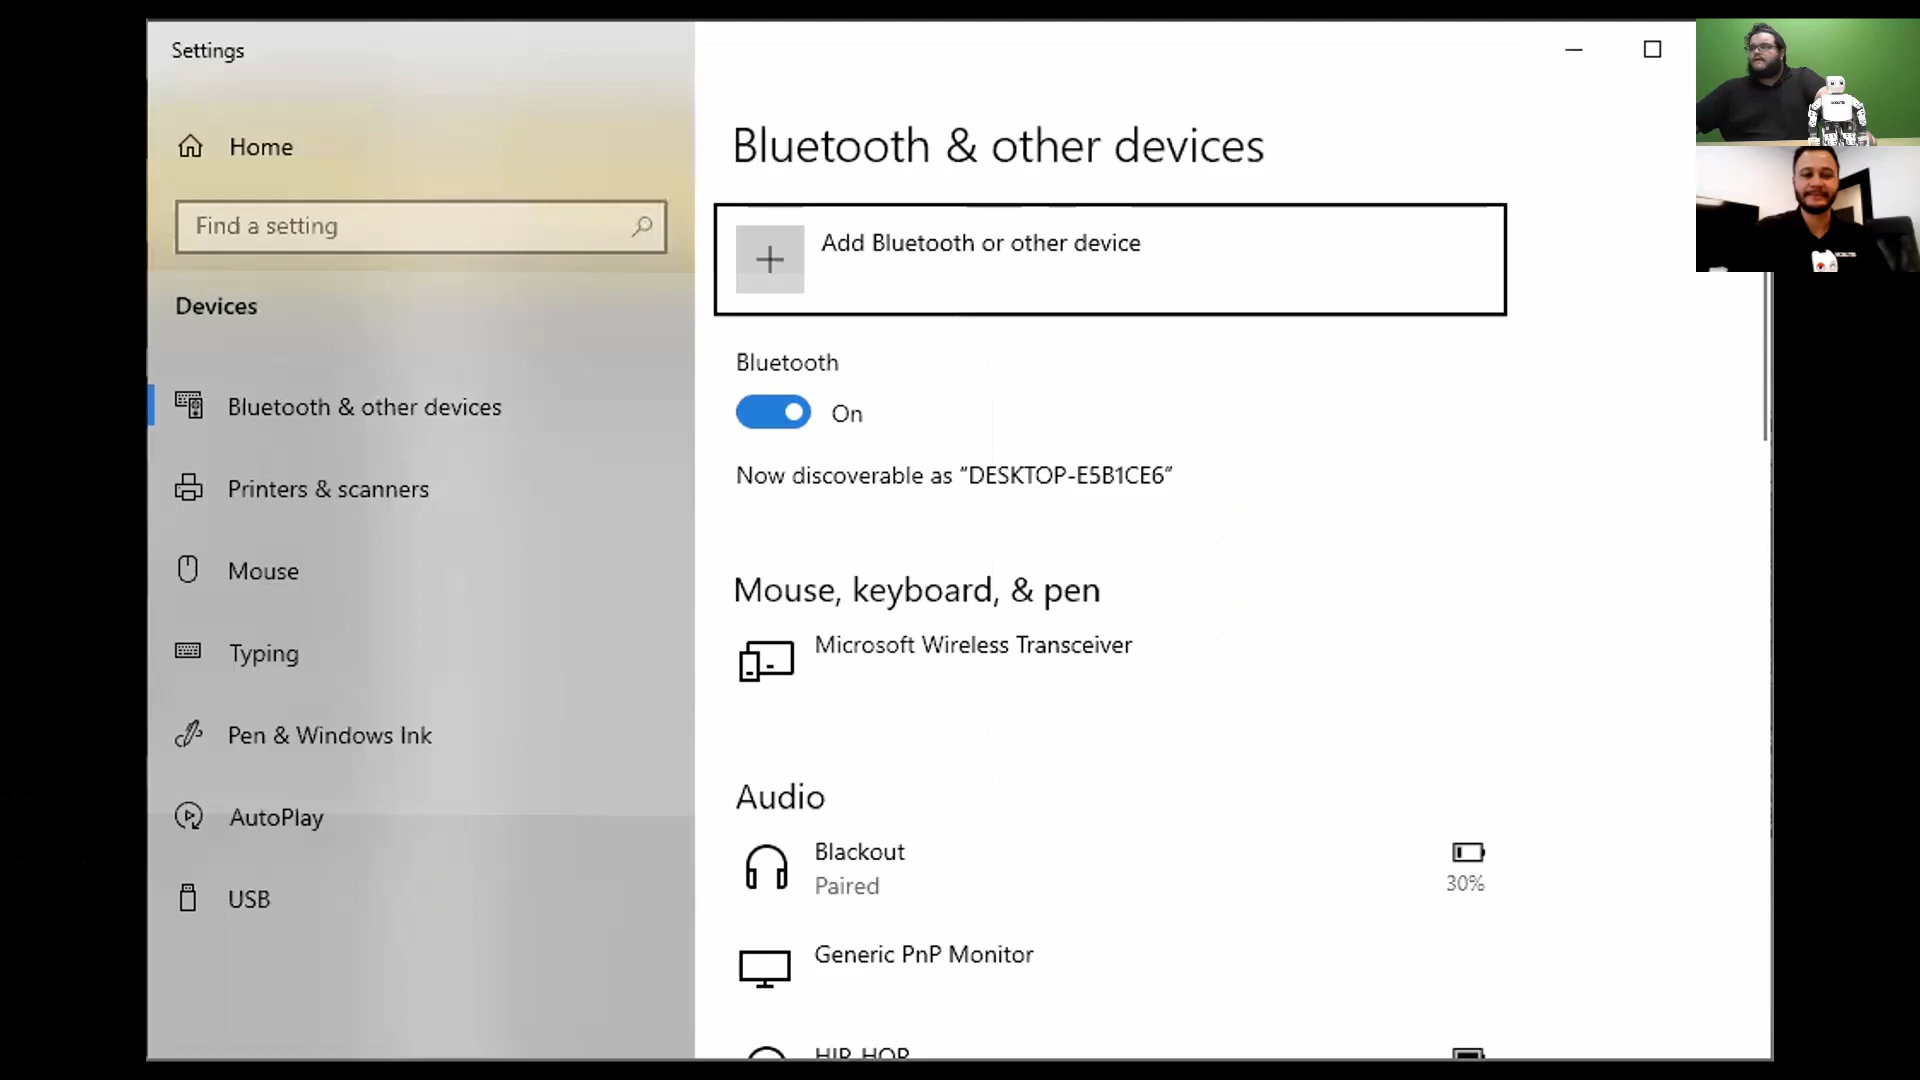 Settings
Home
Find a setting
Devices
Bluetooth & other devices
Printers & scanners
Mouse
Typing
Pen & Windows Ink
AutoPlay
USB
Bluetooth & other devices
Add Bluetooth or other device
Bluetooth
On
Now discoverable as “DESKTOP-E5B1CE6”
Mouse, keyboard, & pen
Microsoft Wireless Transceiver
Audio
Blackout
Paired
30%
Generic PnP Monitor
HIP-HOP